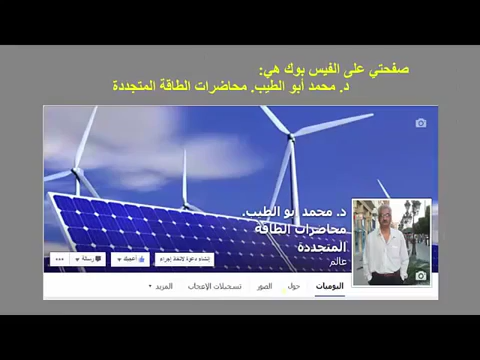 صفحتي على الفيس بوك هي:
د. محمد أبو الطيب. محاضرات الطاقة المتجددة
د. محمد أبو الطيب.
محاضرات الطاقة
المتجددة
عالم
إنشاء دعوة لاتخاذ إجراء
أعجبك
رسالة
اليوميات
حول
الصور
تسجيلات الإعجاب
المزيد